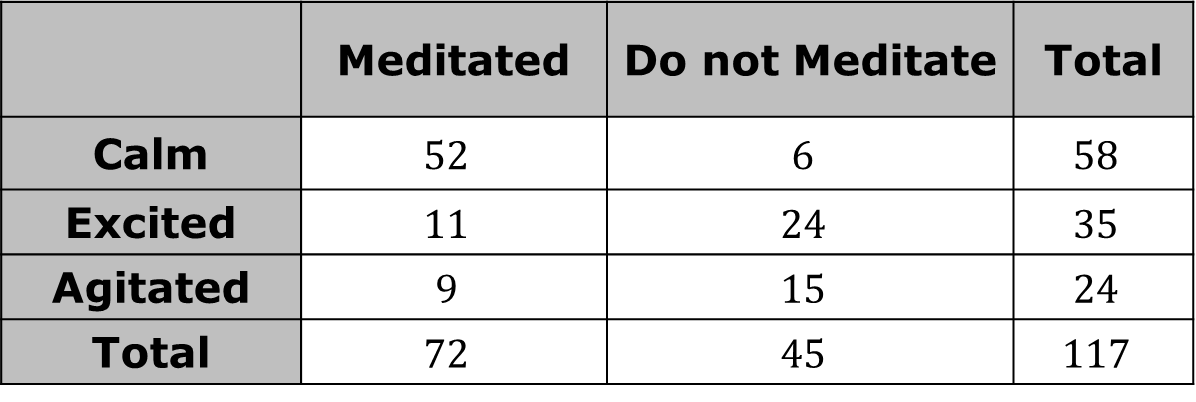 Meditated Do not Meditate Total
Calm 52 6 58
Excited 11 24 35
Agitated 9 15 24
Total 72 45 117